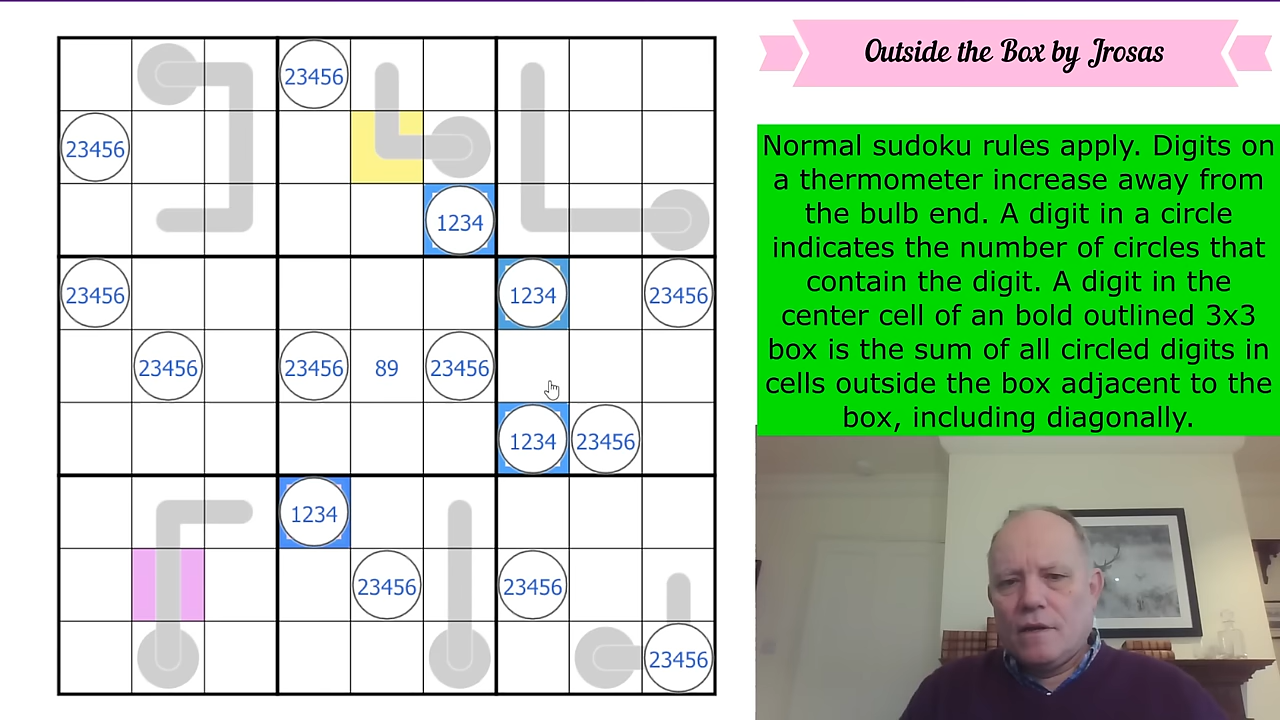 Outside the Box by Jrosas
23456
23456
1234
23456
1234
23456
23456
23456
89
23456
1234
23456
1234
23456
23456
23456
Normal sudoku rules apply. Digits on
a thermometer increase away from
the bulb end. A digit in a circle
indicates the number of circles that
contain the digit. A digit in the
center cell of an bold outlined 3x3
box is the sum of all circled digits in
cells outside the box adjacent to the
box, including diagonally.